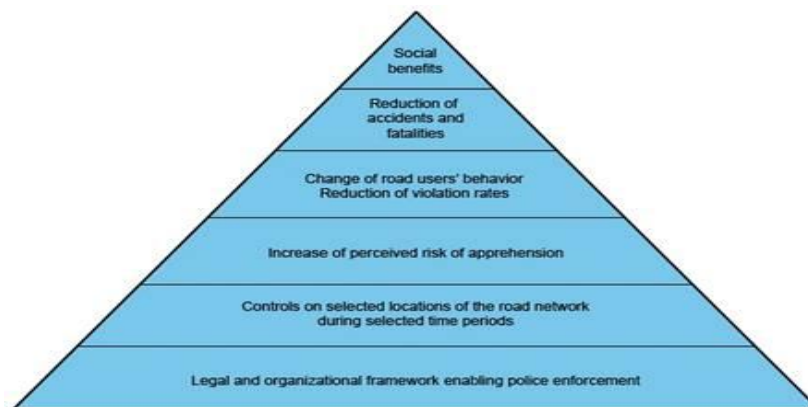 Social
benefits
Reduction of
accidents and
fatalities
Change of road users' behavior
Reduction of violation rates
Increase of perceived risk of apprehension
Controls on selected locations of the road network
during selected time periods
Legal and organizational framework enabling police enforcement